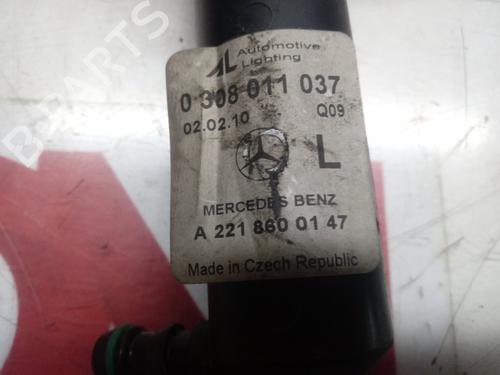 Automotive
Lighting
0 308 011 037
02.02.10 Q09
L
MERCEDES BENZ
A 221 860 01 47
Made in Czech Republic